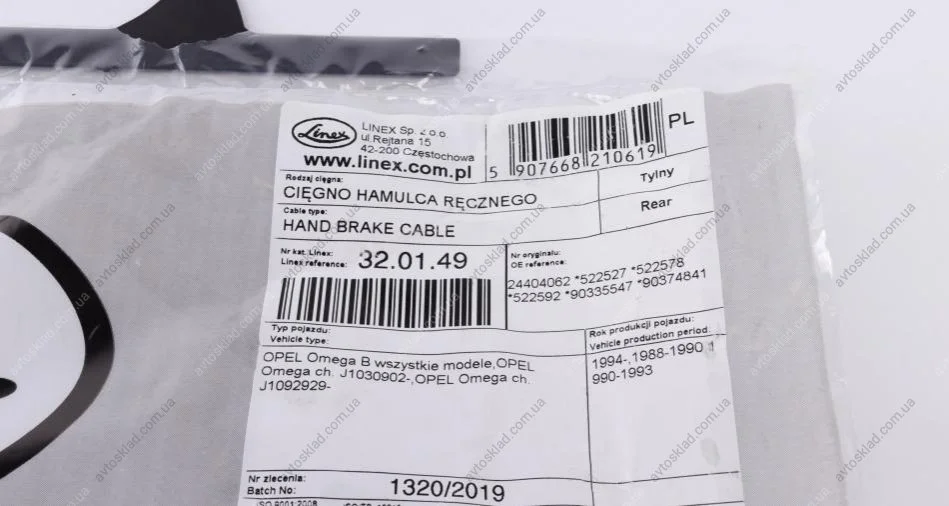 Linex
LINEX Sp. z o.o.
ul.Rejtana 15
42-200 Częstochowa
www.linex.com.pl
5 907668 210619
PL
Rodzaj cięgna:
CIĘGNO HAMULCA RĘCZNEGO
Tylny
Cable type:
HAND BRAKE CABLE
Rear
Nr kat. Linex:
Linex reference: 32.01.49
Nr oryginału:
OE reference:
24404062 *522527 *522578
*522592 *90335547 *90374841
Typ pojazdu:
Vehicle type:
Rok produkcji pojazdu:
Vehicle production period:
OPEL Omega B wszystkie modele,OPEL
Omega ch. J1030902-,OPEL Omega ch.
J1092929-
1994-,1988-1990 1
990-1993
Nr zlecenia:
Batch No: 1320/2019
ISO 9001:2008
avtosklad.com.ua